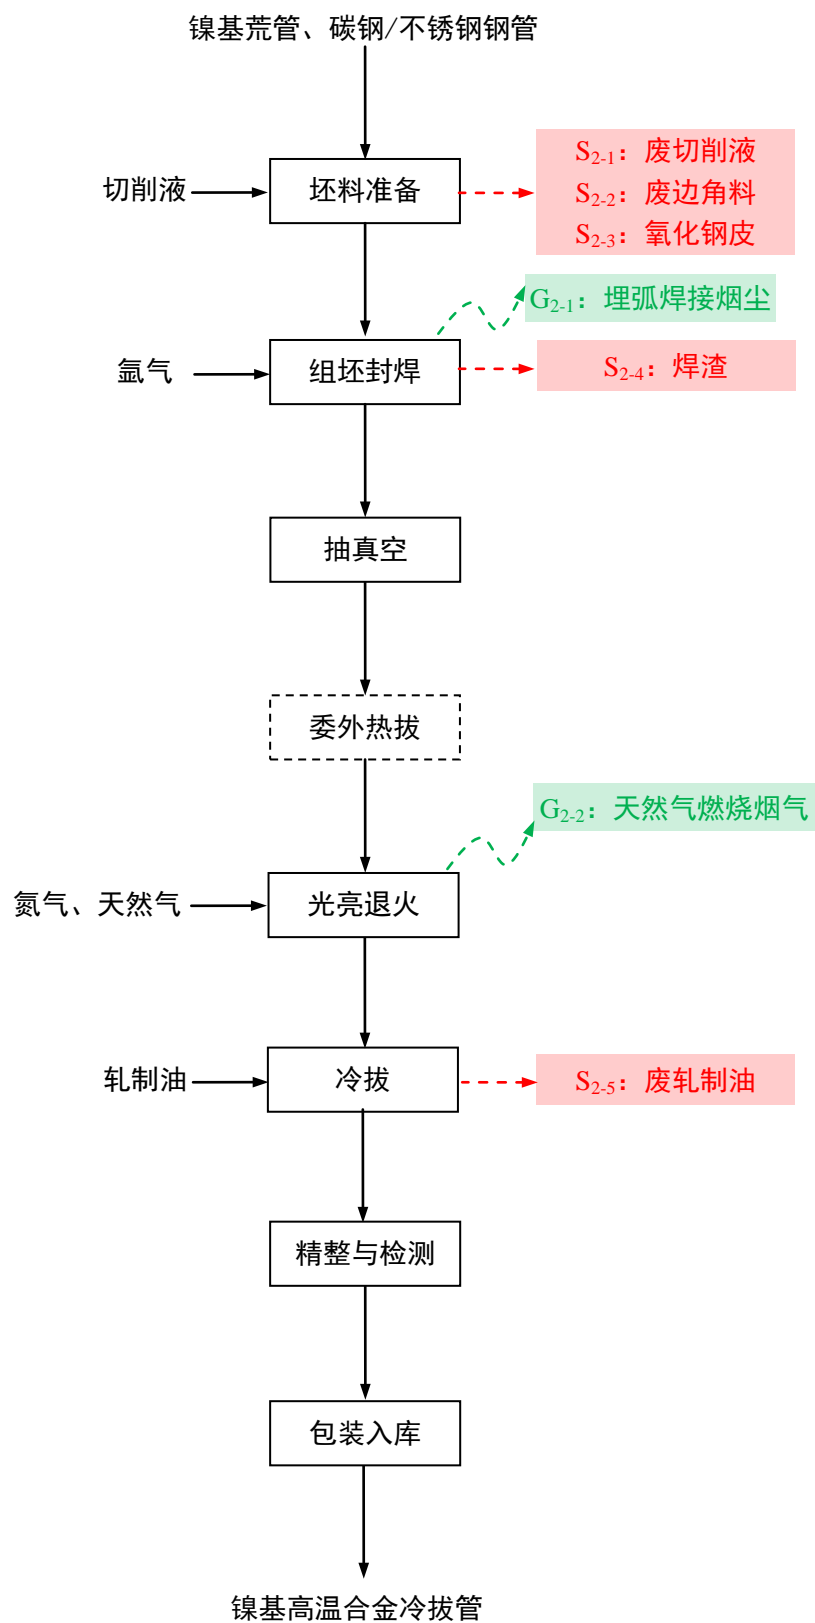 镍基荒管、碳钢/不锈钢钢管
切削液
坯料准备
S2-1：废切削液
S2-2：废边角料
S2-3：氧化钢皮
G2-1：埋弧焊接烟尘
氩气
组坯封焊
S2-4：焊渣
抽真空
委外热拔
G2-2：天然气燃烧烟气
氮气、天然气
光亮退火
轧制油
冷拔
S2-5：废轧制油
精整与检测
包装入库
镍基高温合金冷拔管